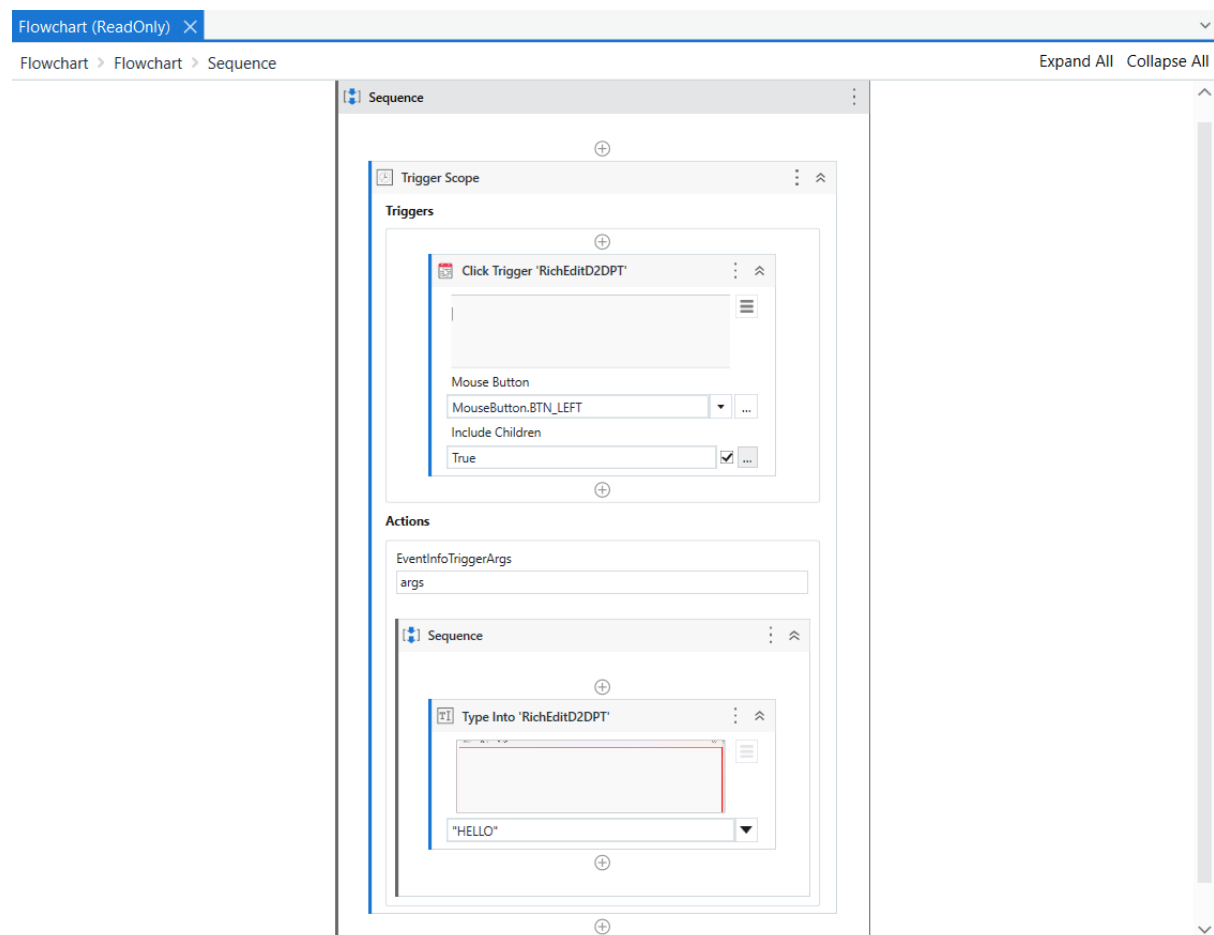 Flowchart (ReadOnly)
Flowchart > Flowchart > Sequence
Expand All Collapse All
Sequence
Trigger Scope
Triggers
Click Trigger 'RichEditD2DPT'
Mouse Button
MouseButton.BTN_LEFT
...
Include Children
True
...
Actions
EventInfoTriggerArgs
args
Sequence
Type Into 'RichEditD2DPT'
"HELLO"